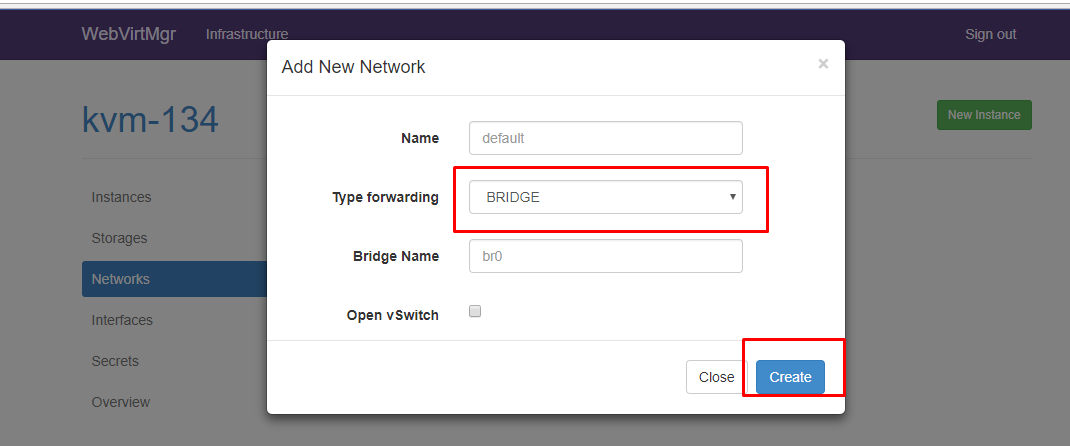 WebVirtMgr Infrastructure Sign out
Add New Network ×
kvm-134
New Instance
Name default
Instances
Type forwarding BRIDGE
Storages
Bridge Name br0
Networks
Open vSwitch
Interfaces
Secrets
Close Create
Overview